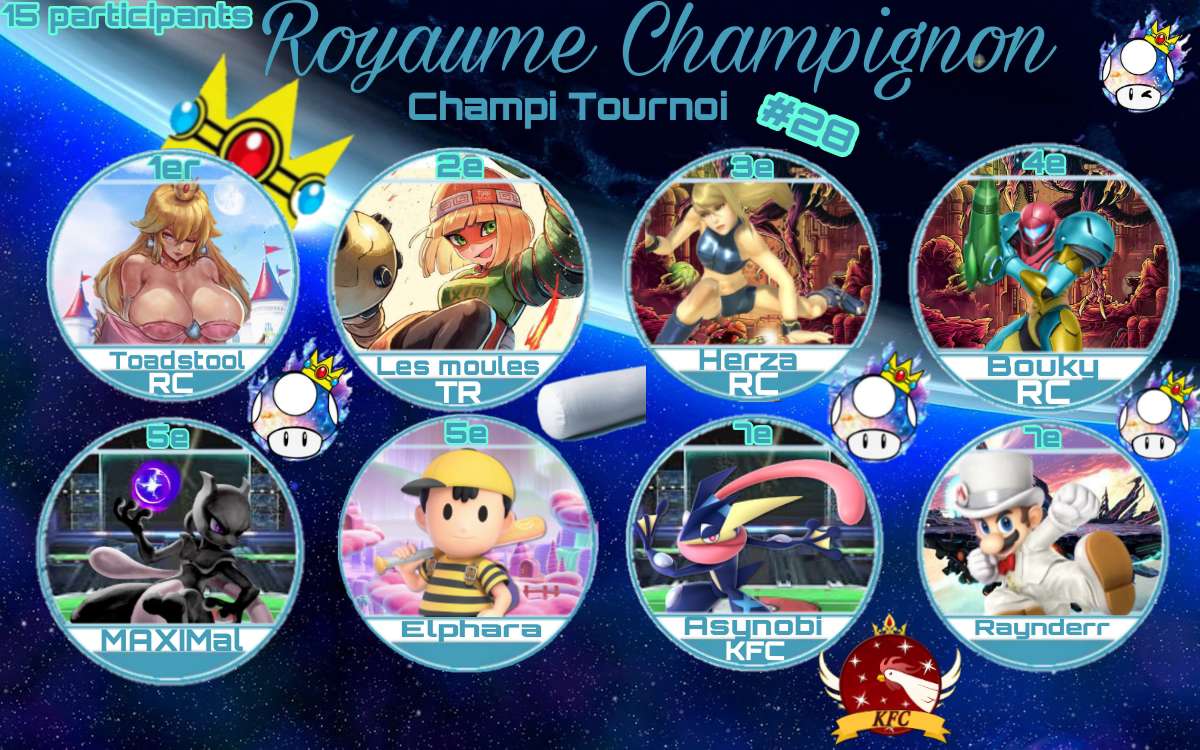 15 participants
Royaume Champignon
Champi Tournoi #28
1er
2e
3e
4e
Toadstool
RC
Les moules
TR
Herza
RC
Bouky
RC
5e
5e
7e
7e
MAXIMal
Elphara
Asynobi
KFC
Raynderr
KFC